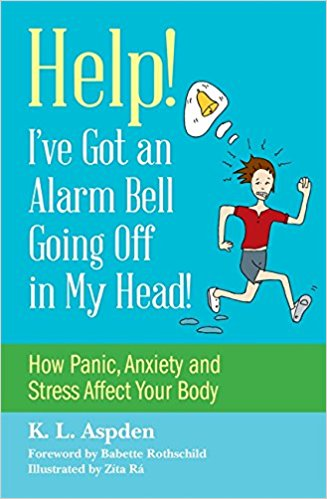 Help!
I've Got an
Alarm Bell
Going Off
in My Head!
How Panic, Anxiety and
Stress Affect Your Body
K. L. Aspden
Foreword by Babette Rothschild
Illustrated by Zita Rá